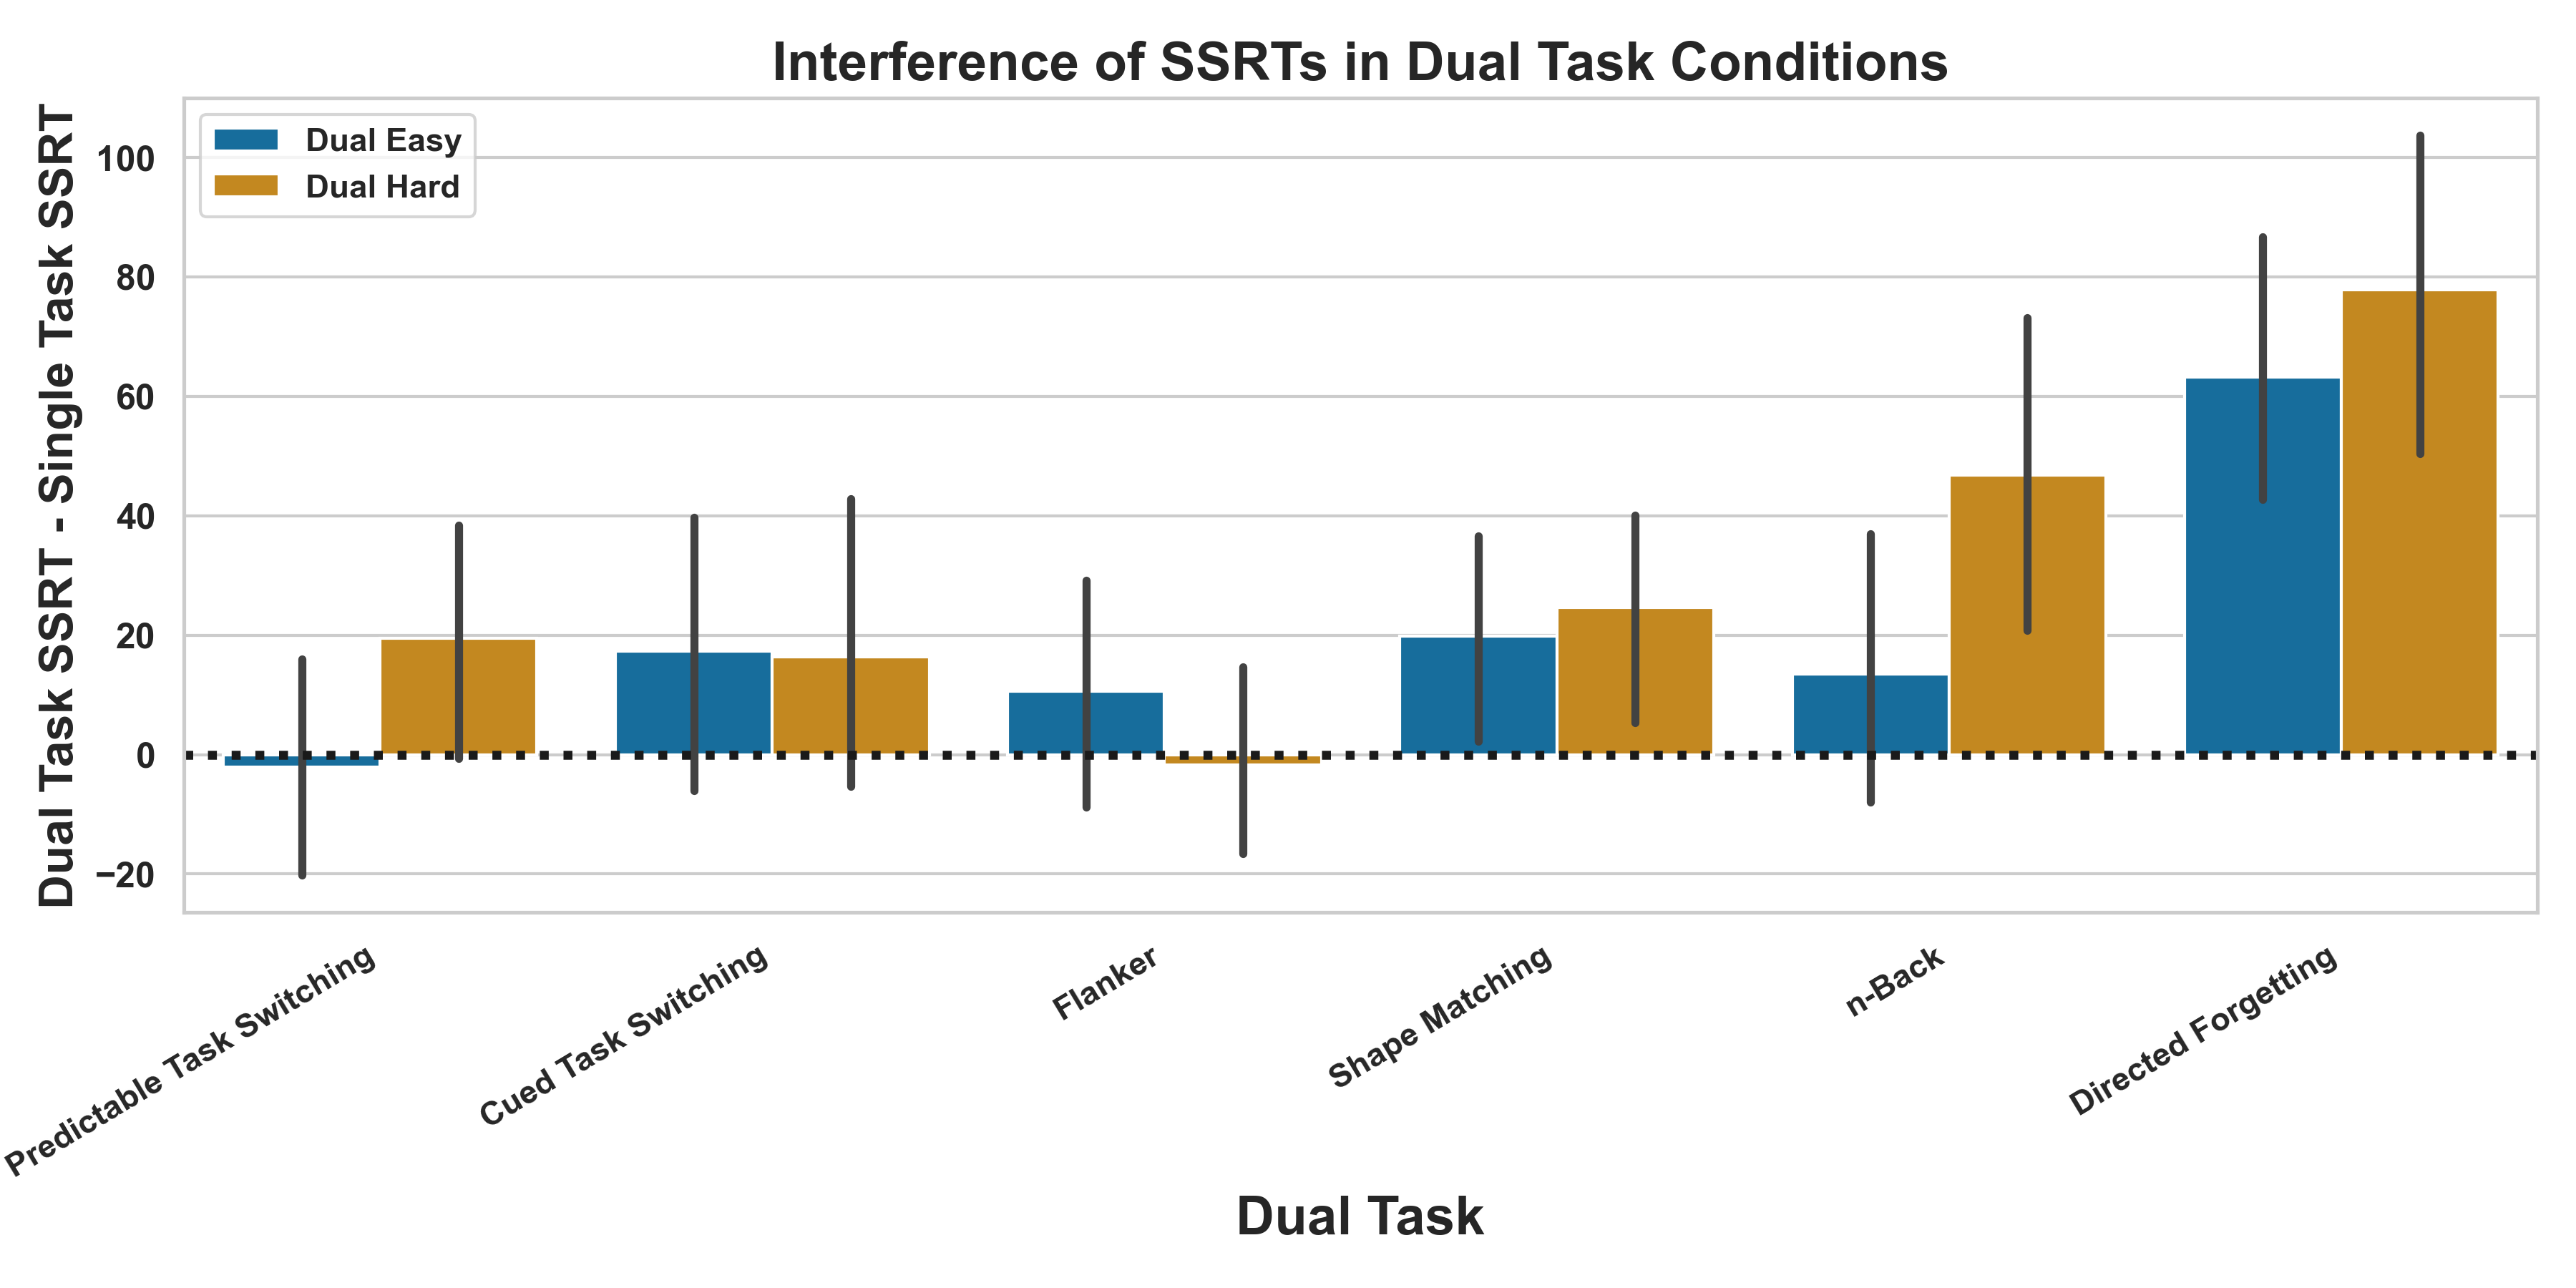 Interference of SSRTs in Dual Task Conditions
Dual Task SSRT - Single Task SSRT
Dual Easy
Dual Hard
100
80
60
40
20
0
−20
Predictable Task Switching
Cued Task Switching
Flanker
Shape Matching
n-Back
Directed Forgetting
Dual Task